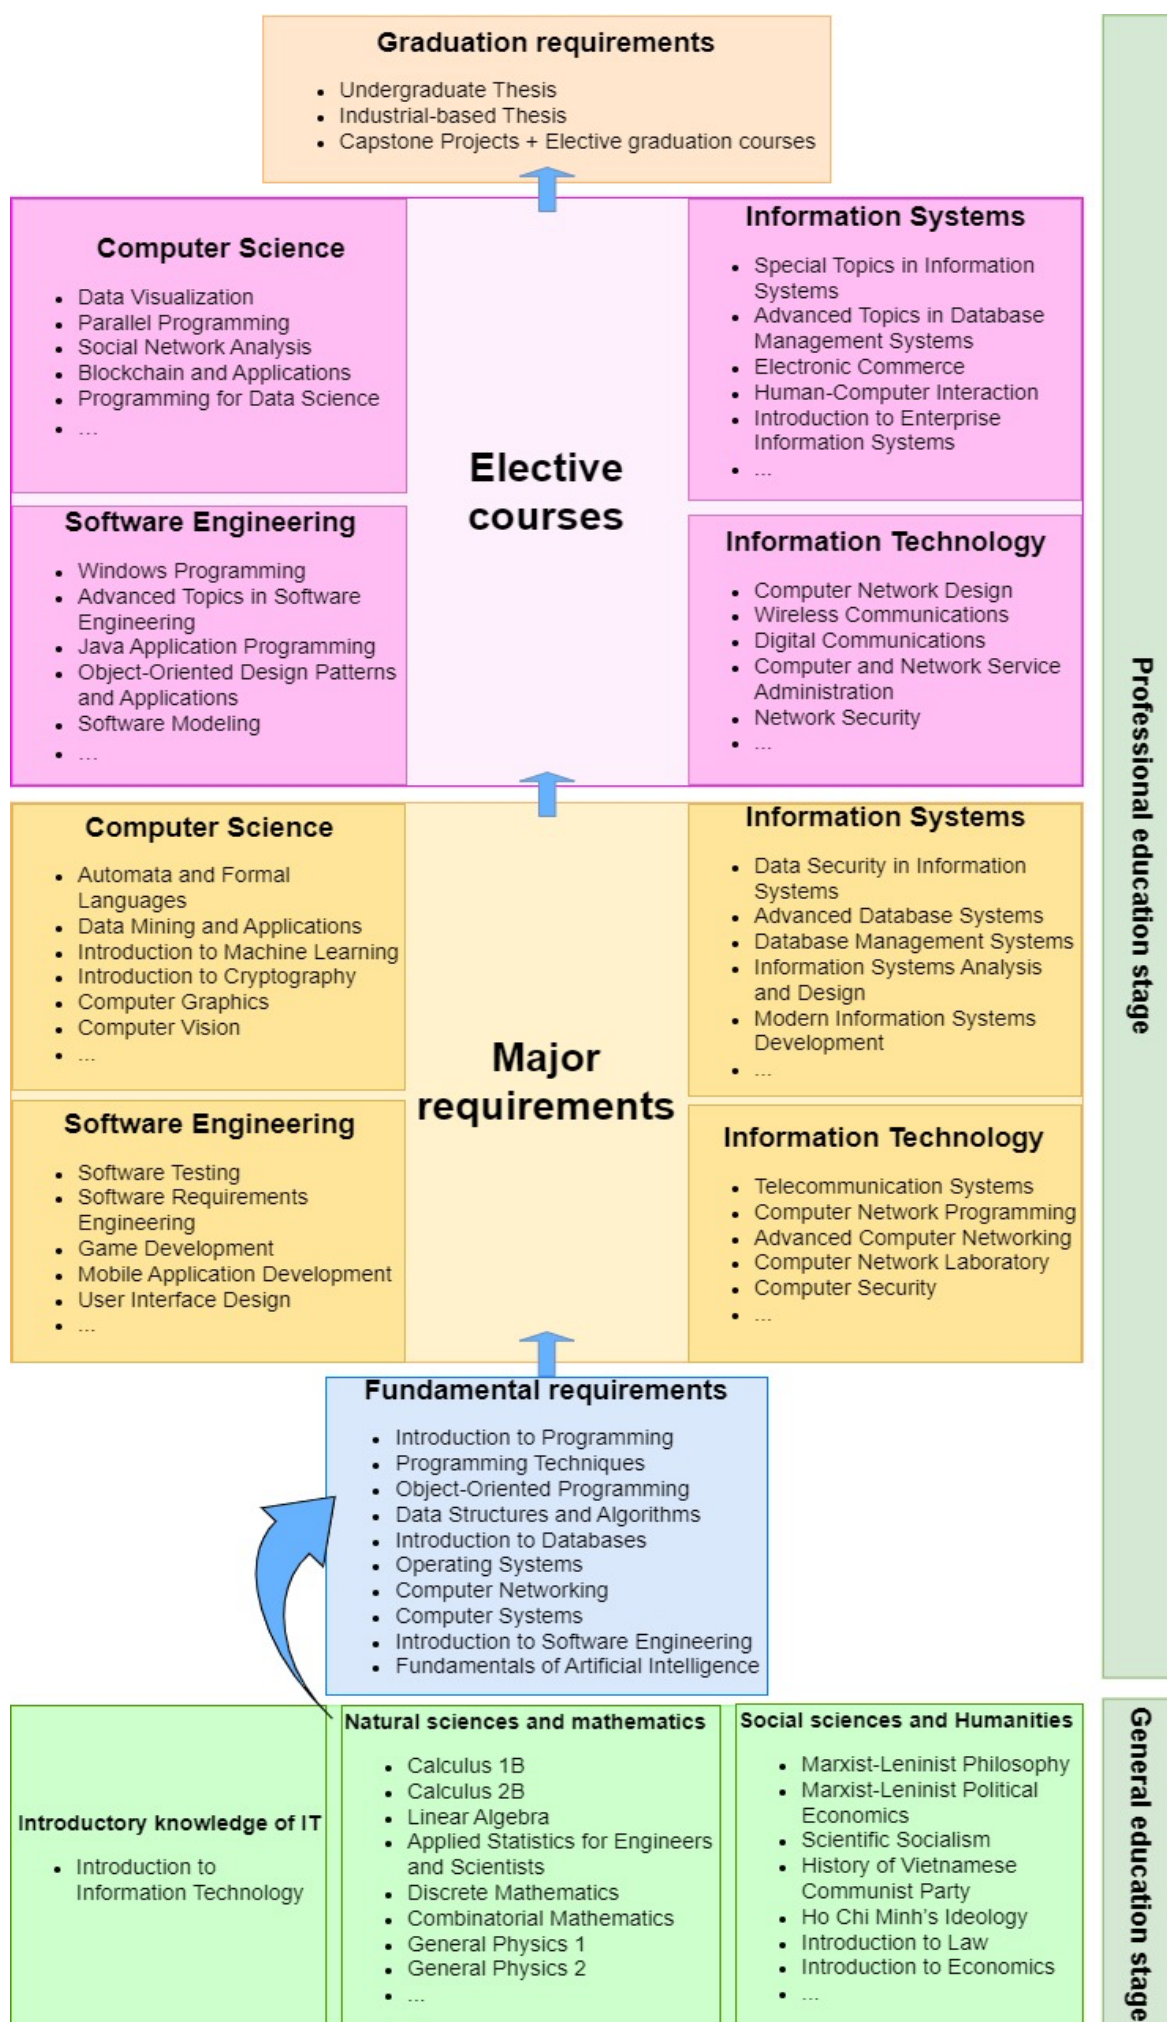 Graduation requirements
• Undergraduate Thesis
• Industrial-based Thesis
• Capstone Projects + Elective graduation courses
Computer Science
• Data Visualization
• Parallel Programming
• Social Network Analysis
• Blockchain and Applications
• Programming for Data Science
• ...
Software Engineering
• Windows Programming
• Advanced Topics in Software
Engineering
• Java Application Programming
• Object-Oriented Design Patterns
and Applications
• Software Modeling
• ...
Elective
courses
Information Systems
• Special Topics in Information
Systems
• Advanced Topics in Database
Management Systems
• Electronic Commerce
• Human-Computer Interaction
• Introduction to Enterprise
Information Systems
• ...
Information Technology
• Computer Network Design
• Wireless Communications
• Digital Communications
• Computer and Network Service
Administration
• Network Security
• ...
Computer Science
• Automata and Formal
Languages
• Data Mining and Applications
• Introduction to Machine Learning
• Introduction to Cryptography
• Computer Graphics
• Computer Vision
• ...
Software Engineering
• Software Testing
• Software Requirements
Engineering
• Game Development
• Mobile Application Development
• User Interface Design
• ...
Major
requirements
Information Systems
• Data Security in Information
Systems
• Advanced Database Systems
• Database Management Systems
• Information Systems Analysis
and Design
• Modern Information Systems
Development
• ...
Information Technology
• Telecommunication Systems
• Computer Network Programming
• Advanced Computer Networking
• Computer Network Laboratory
• Computer Security
• ...
Fundamental requirements
• Introduction to Programming
• Programming Techniques
• Object-Oriented Programming
• Data Structures and Algorithms
• Introduction to Databases
• Operating Systems
• Computer Networking
• Computer Systems
• Introduction to Software Engineering
• Fundamentals of Artificial Intelligence
Professional education stage
Introductory knowledge of IT
• Introduction to
Information Technology
Natural sciences and mathematics
• Calculus 1B
• Calculus 2B
• Linear Algebra
• Applied Statistics for Engineers
and Scientists
• Discrete Mathematics
• Combinatorial Mathematics
• General Physics 1
• General Physics 2
• ...
Social sciences and Humanities
• Marxist-Leninist Philosophy
• Marxist-Leninist Political
Economics
• Scientific Socialism
• History of Vietnamese
Communist Party
• Ho Chi Minh's Ideology
• Introduction to Law
• Introduction to Economics
• ...
General education stage